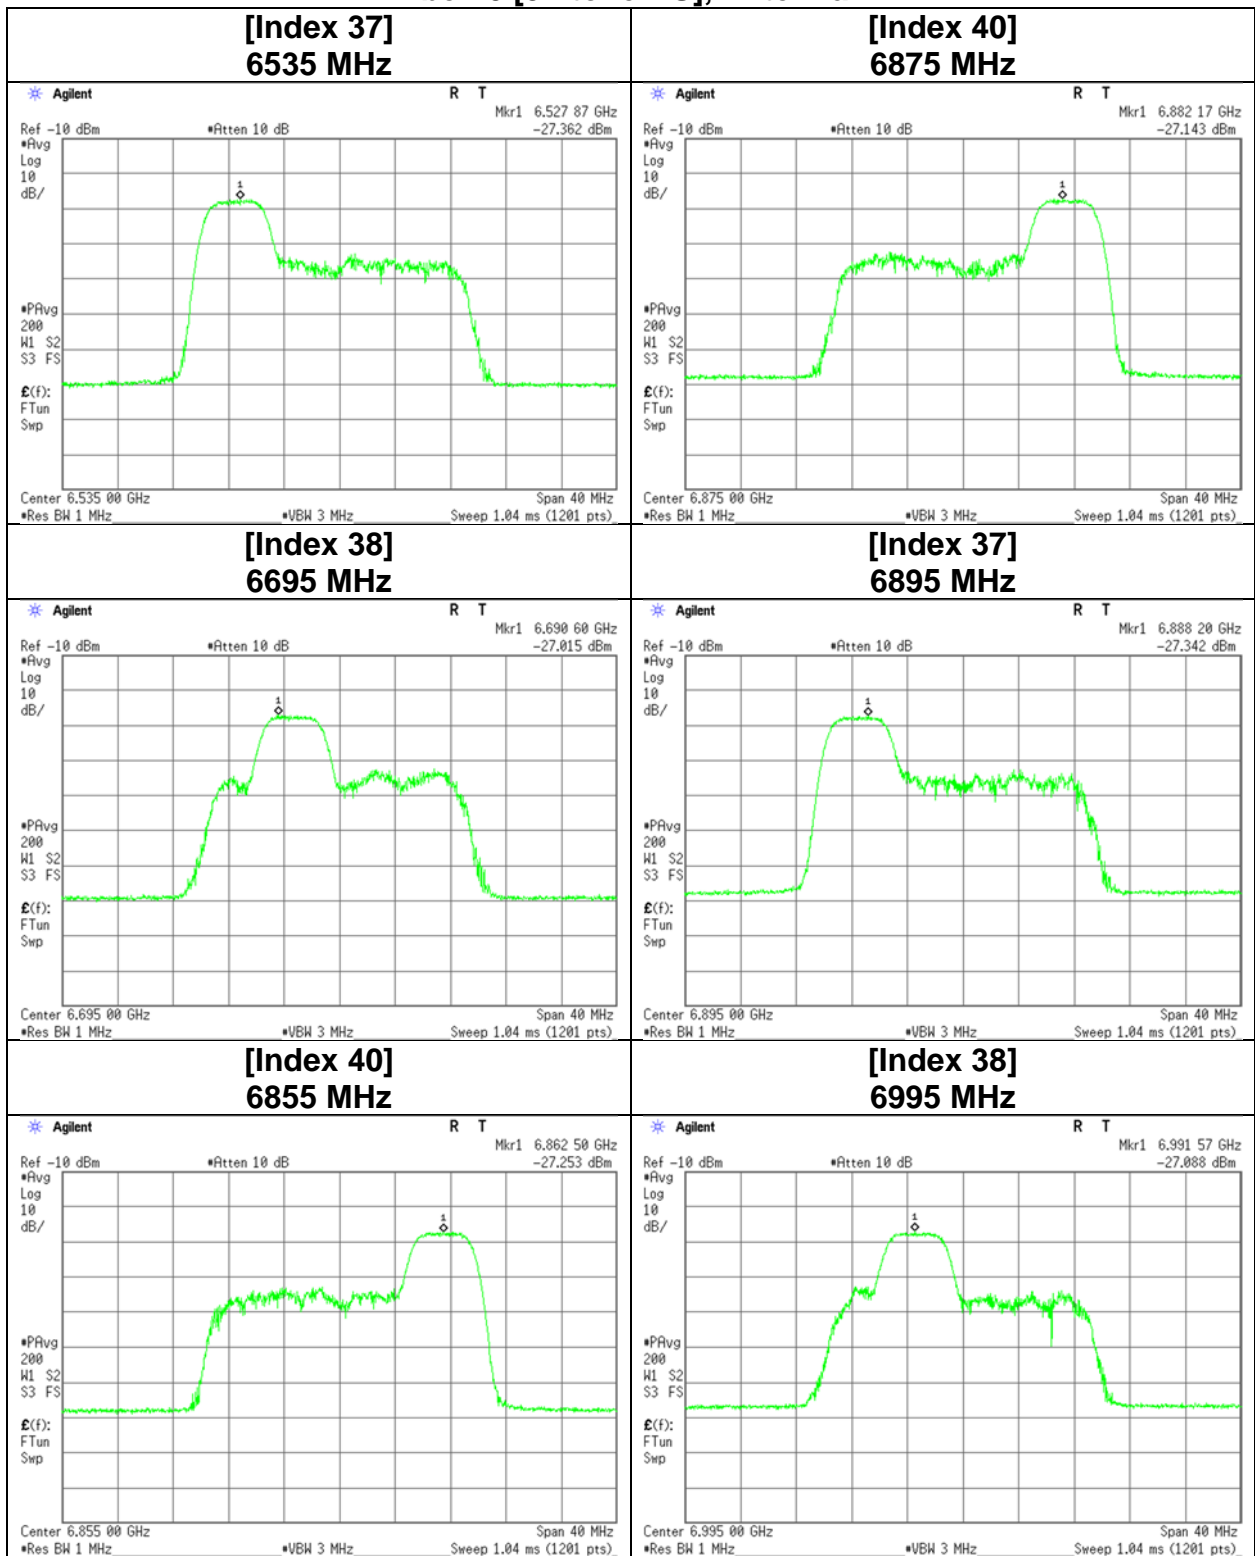 [Index 37]
6535 MHz
[Index 40]
6875 MHz
Agilent R T
Mkr1 6.527 87 GHz
Ref -10 dBm *Atten 10 dB -27.362 dBm
*Avg
Log
10
dB/
1
*PAvg
200
W1 S2
S3 FS
£(f):
FTun
Swp
Center 6.535 00 GHz Span 40 MHz
*Res BW 1 MHz *VBW 3 MHz Sweep 1.04 ms (1201 pts)
Agilent R T
Mkr1 6.882 17 GHz
Ref -10 dBm *Atten 10 dB -27.143 dBm
*Avg
Log
10
dB/
1
*PAvg
200
W1 S2
S3 FS
£(f):
FTun
Swp
Center 6.875 00 GHz Span 40 MHz
*Res BW 1 MHz *VBW 3 MHz Sweep 1.04 ms (1201 pts)
[Index 38]
6695 MHz
[Index 37]
6895 MHz
Agilent R T
Mkr1 6.690 60 GHz
Ref -10 dBm *Atten 10 dB -27.015 dBm
*Avg
Log
10
dB/
1
*PAvg
200
W1 S2
S3 FS
£(f):
FTun
Swp
Center 6.695 00 GHz Span 40 MHz
*Res BW 1 MHz *VBW 3 MHz Sweep 1.04 ms (1201 pts)
Agilent R T
Mkr1 6.888 20 GHz
Ref -10 dBm *Atten 10 dB -27.342 dBm
*Avg
Log
10
dB/
1
*PAvg
200
W1 S2
S3 FS
£(f):
FTun
Swp
Center 6.895 00 GHz Span 40 MHz
*Res BW 1 MHz *VBW 3 MHz Sweep 1.04 ms (1201 pts)
[Index 40]
6855 MHz
[Index 38]
6995 MHz
Agilent R T
Mkr1 6.862 50 GHz
Ref -10 dBm *Atten 10 dB -27.253 dBm
*Avg
Log
10
dB/
1
*PAvg
200
W1 S2
S3 FS
£(f):
FTun
Swp
Center 6.855 00 GHz Span 40 MHz
*Res BW 1 MHz *VBW 3 MHz Sweep 1.04 ms (1201 pts)
Agilent R T
Mkr1 6.991 57 GHz
Ref -10 dBm *Atten 10 dB -27.088 dBm
*Avg
Log
10
dB/
1
*PAvg
200
W1 S2
S3 FS
£(f):
FTun
Swp
Center 6.995 00 GHz Span 40 MHz
*Res BW 1 MHz *VBW 3 MHz Sweep 1.04 ms (1201 pts)